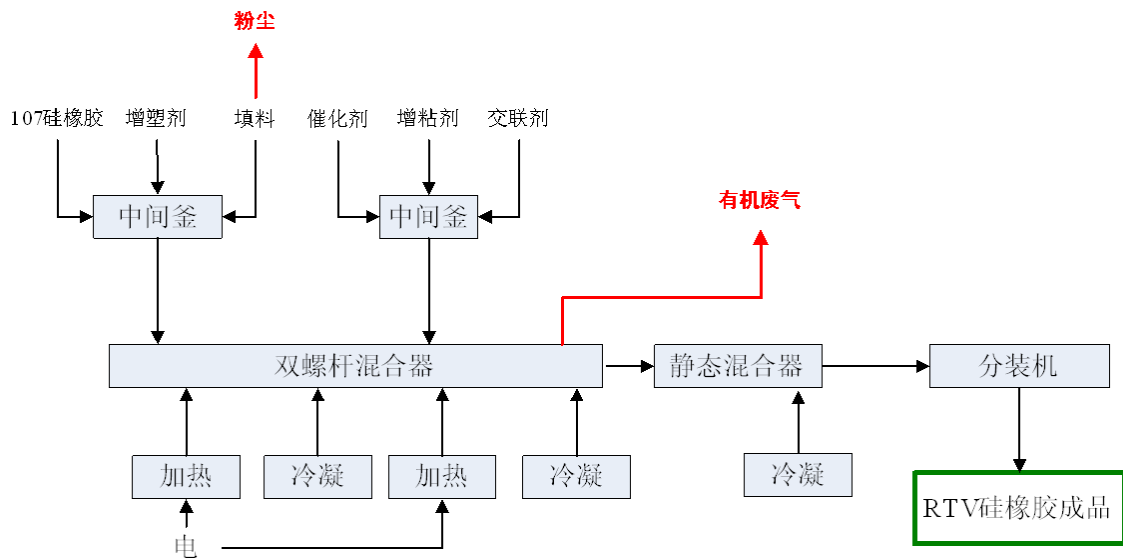 粉尘
107硅橡胶
增塑剂
填料
催化剂
增粘剂
交联剂
中间釜
中间釜
有机废气
双螺杆混合器
静态混合器
分装机
加热
冷凝
加热
冷凝
冷凝
RTV硅橡胶成品
电